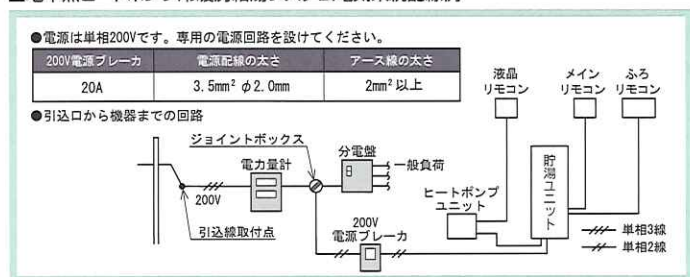 ●電源は単相200Vです。専用の電源回路を設けてください。
200V電源ブレーカ 電源配線の太さ アース線の太さ
20A 3.5mm² φ2.0mm 2mm²以上
●引込口から機器までの回路
液晶
リモコン
メイン
リモコン
ふろ
リモコン
ジョイントボックス
電力量計
分電盤
一般負荷
200V
引込線取付点
200V
電源ブレーカ
ヒートポンプ
ユニット
貯湯ユニット
単相3線
単相2線